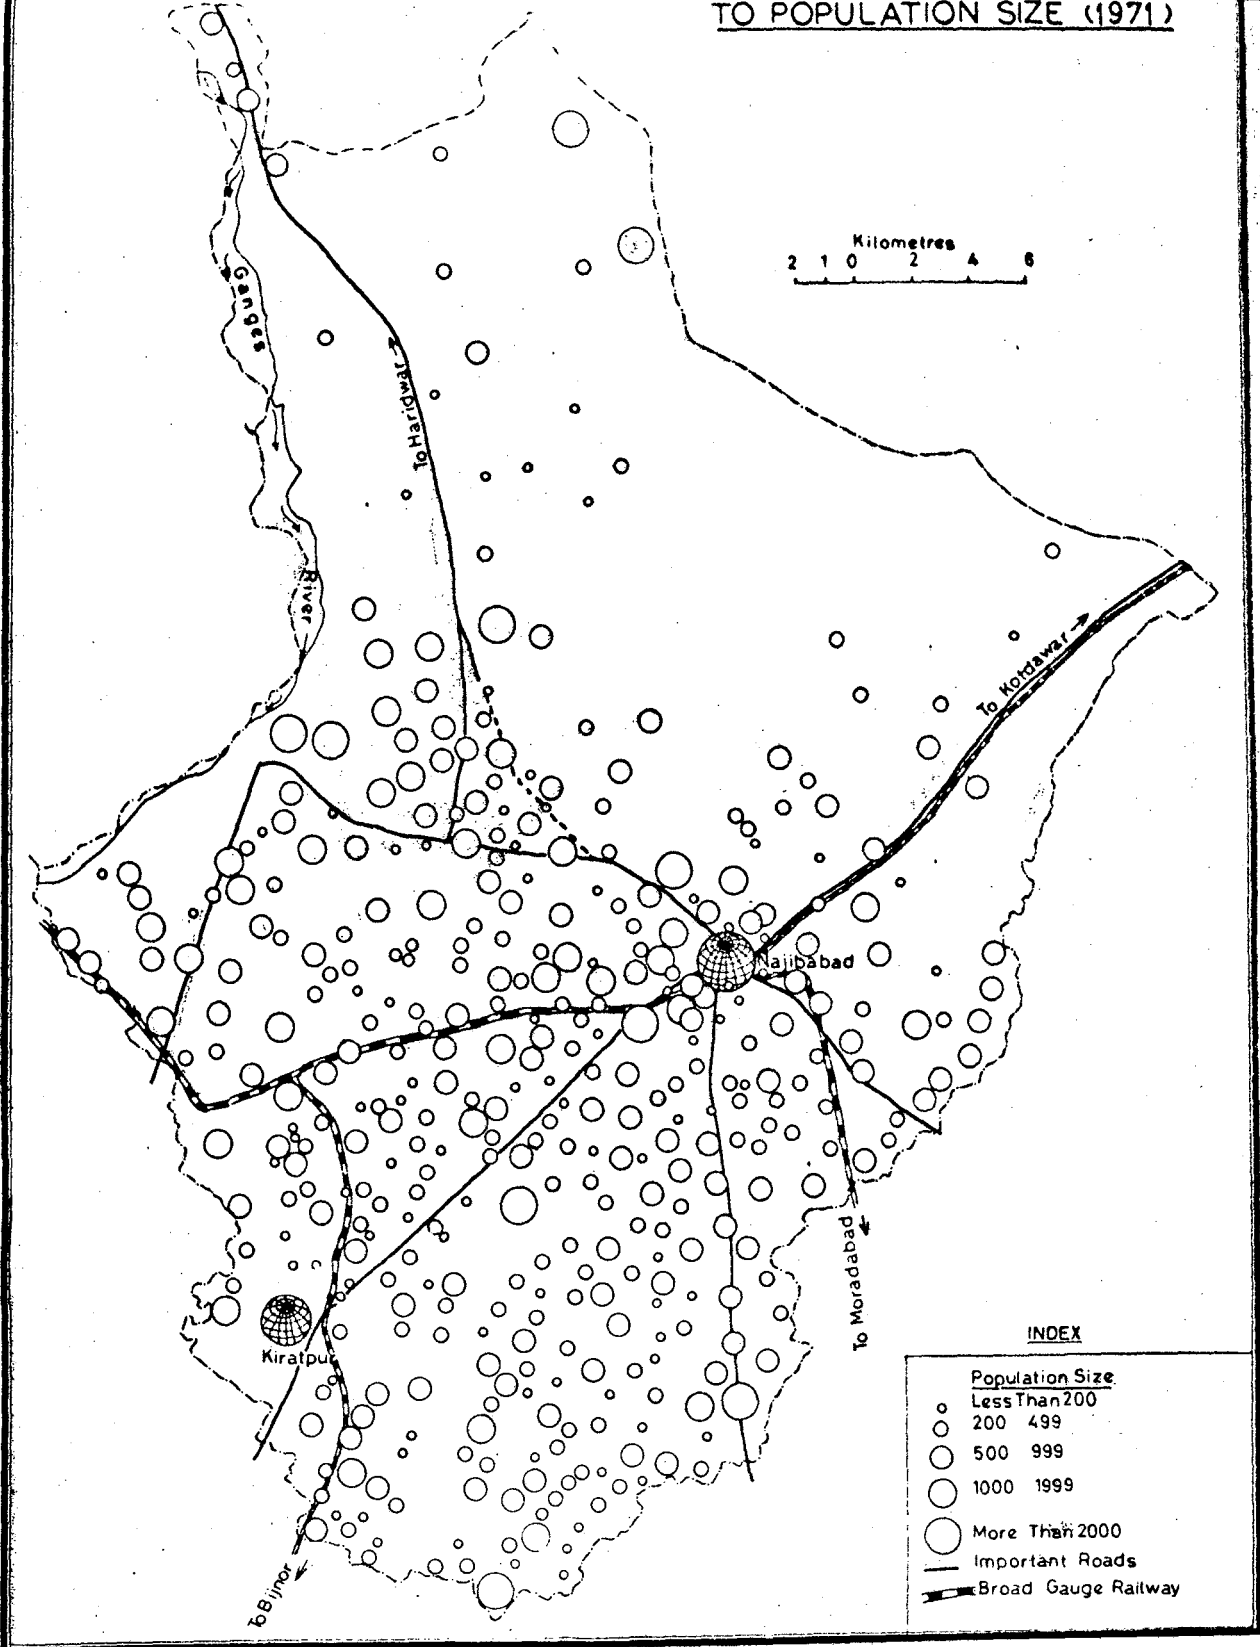 TO POPULATION SIZE (1971)
Kilometres
2 1 0 2 4 6
Ganges
To Haridwar
River
To Kotdawar
Najibabad
To Moradabad
Kiratpur
To Bijnor
INDEX
Population Size
Less Than 200
200 499
500 999
1000 1999
More Than 2000
Important Roads
Broad Gauge Railway